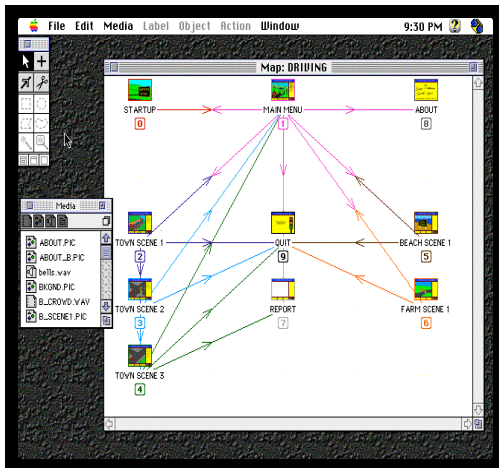 File Edit Media Label Object Action Window 9:30 PM
Map: DRIVING
STARTUP MAIN MENU ABOUT
0 1 8
Media
ABOUT.PIC
ABOUT_B.PIC
bells.wav
BKGND.PIC
B_CROWD.WAV
B_SCENE1.PIC
TOWN SCENE 1 QUIT BEACH SCENE 1
2 9 5
TOWN SCENE 2 REPORT FARM SCENE 1
3 7 6
TOWN SCENE 3
4